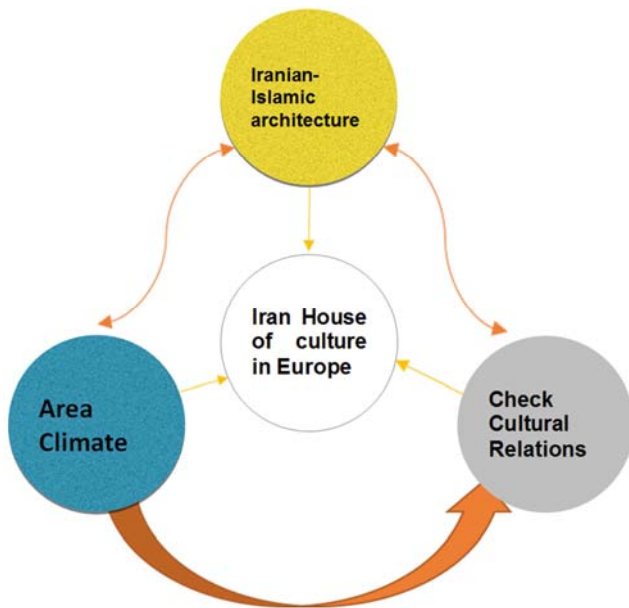 Iranian-
Islamic
architecture
Iran House
of culture
in Europe
Area
Climate
Check
Cultural
Relations